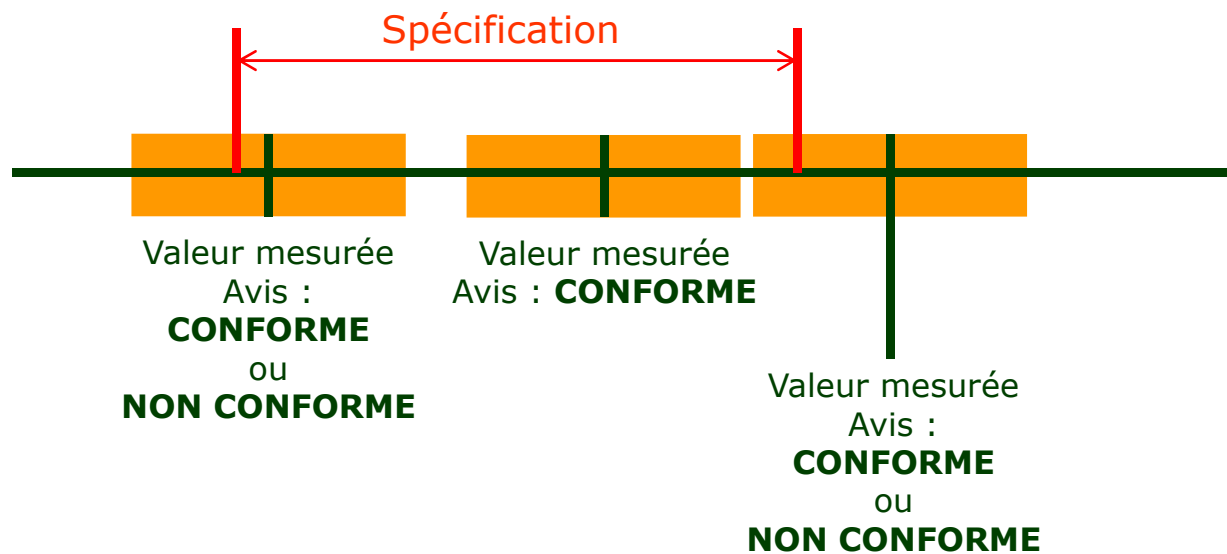 Spécification
Valeur mesurée
Avis :
CONFORME
ou
NON CONFORME
Valeur mesurée
Avis : CONFORME
Valeur mesurée
Avis :
CONFORME
ou
NON CONFORME